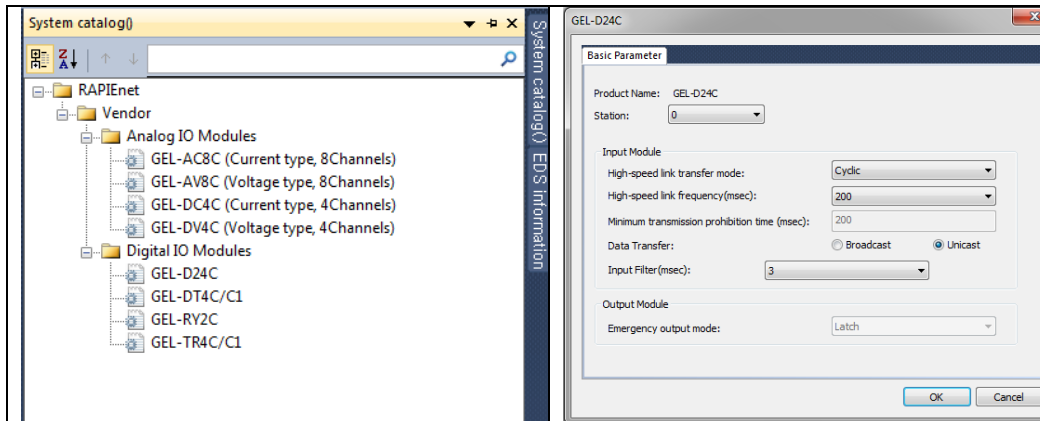 System catalog()
RAPIEnet
Vendor
Analog IO Modules
GEL-AC8C (Current type, 8Channels)
GEL-AV8C (Voltage type, 8Channels)
GEL-DC4C (Current type, 4Channels)
GEL-DV4C (Voltage type, 4Channels)
Digital IO Modules
GEL-D24C
GEL-DT4C/C1
GEL-RY2C
GEL-TR4C/C1
System catalog()
EDS information
GEL-D24C
Basic Parameter
Product Name: GEL-D24C
Station: 0
Input Module
High-speed link transfer mode: Cyclic
High-speed link frequency(msec): 200
Minimum transmission prohibition time (msec): 200
Data Transfer: Broadcast Unicast
Input Filter(msec): 3
Output Module
Emergency output mode: Latch
OK Cancel